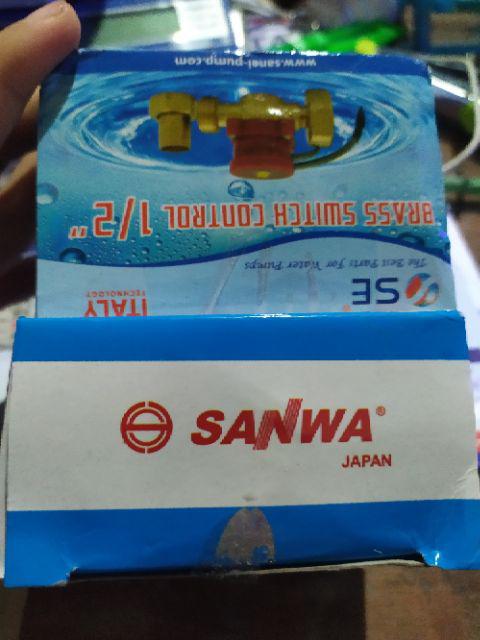 www.sanei-pump.com
BRASS SWITCH CONTROL 1/2"
The Best Parts For Water Pumps
SE
ITALY
TECHNOLOGY
SANWA®
JAPAN